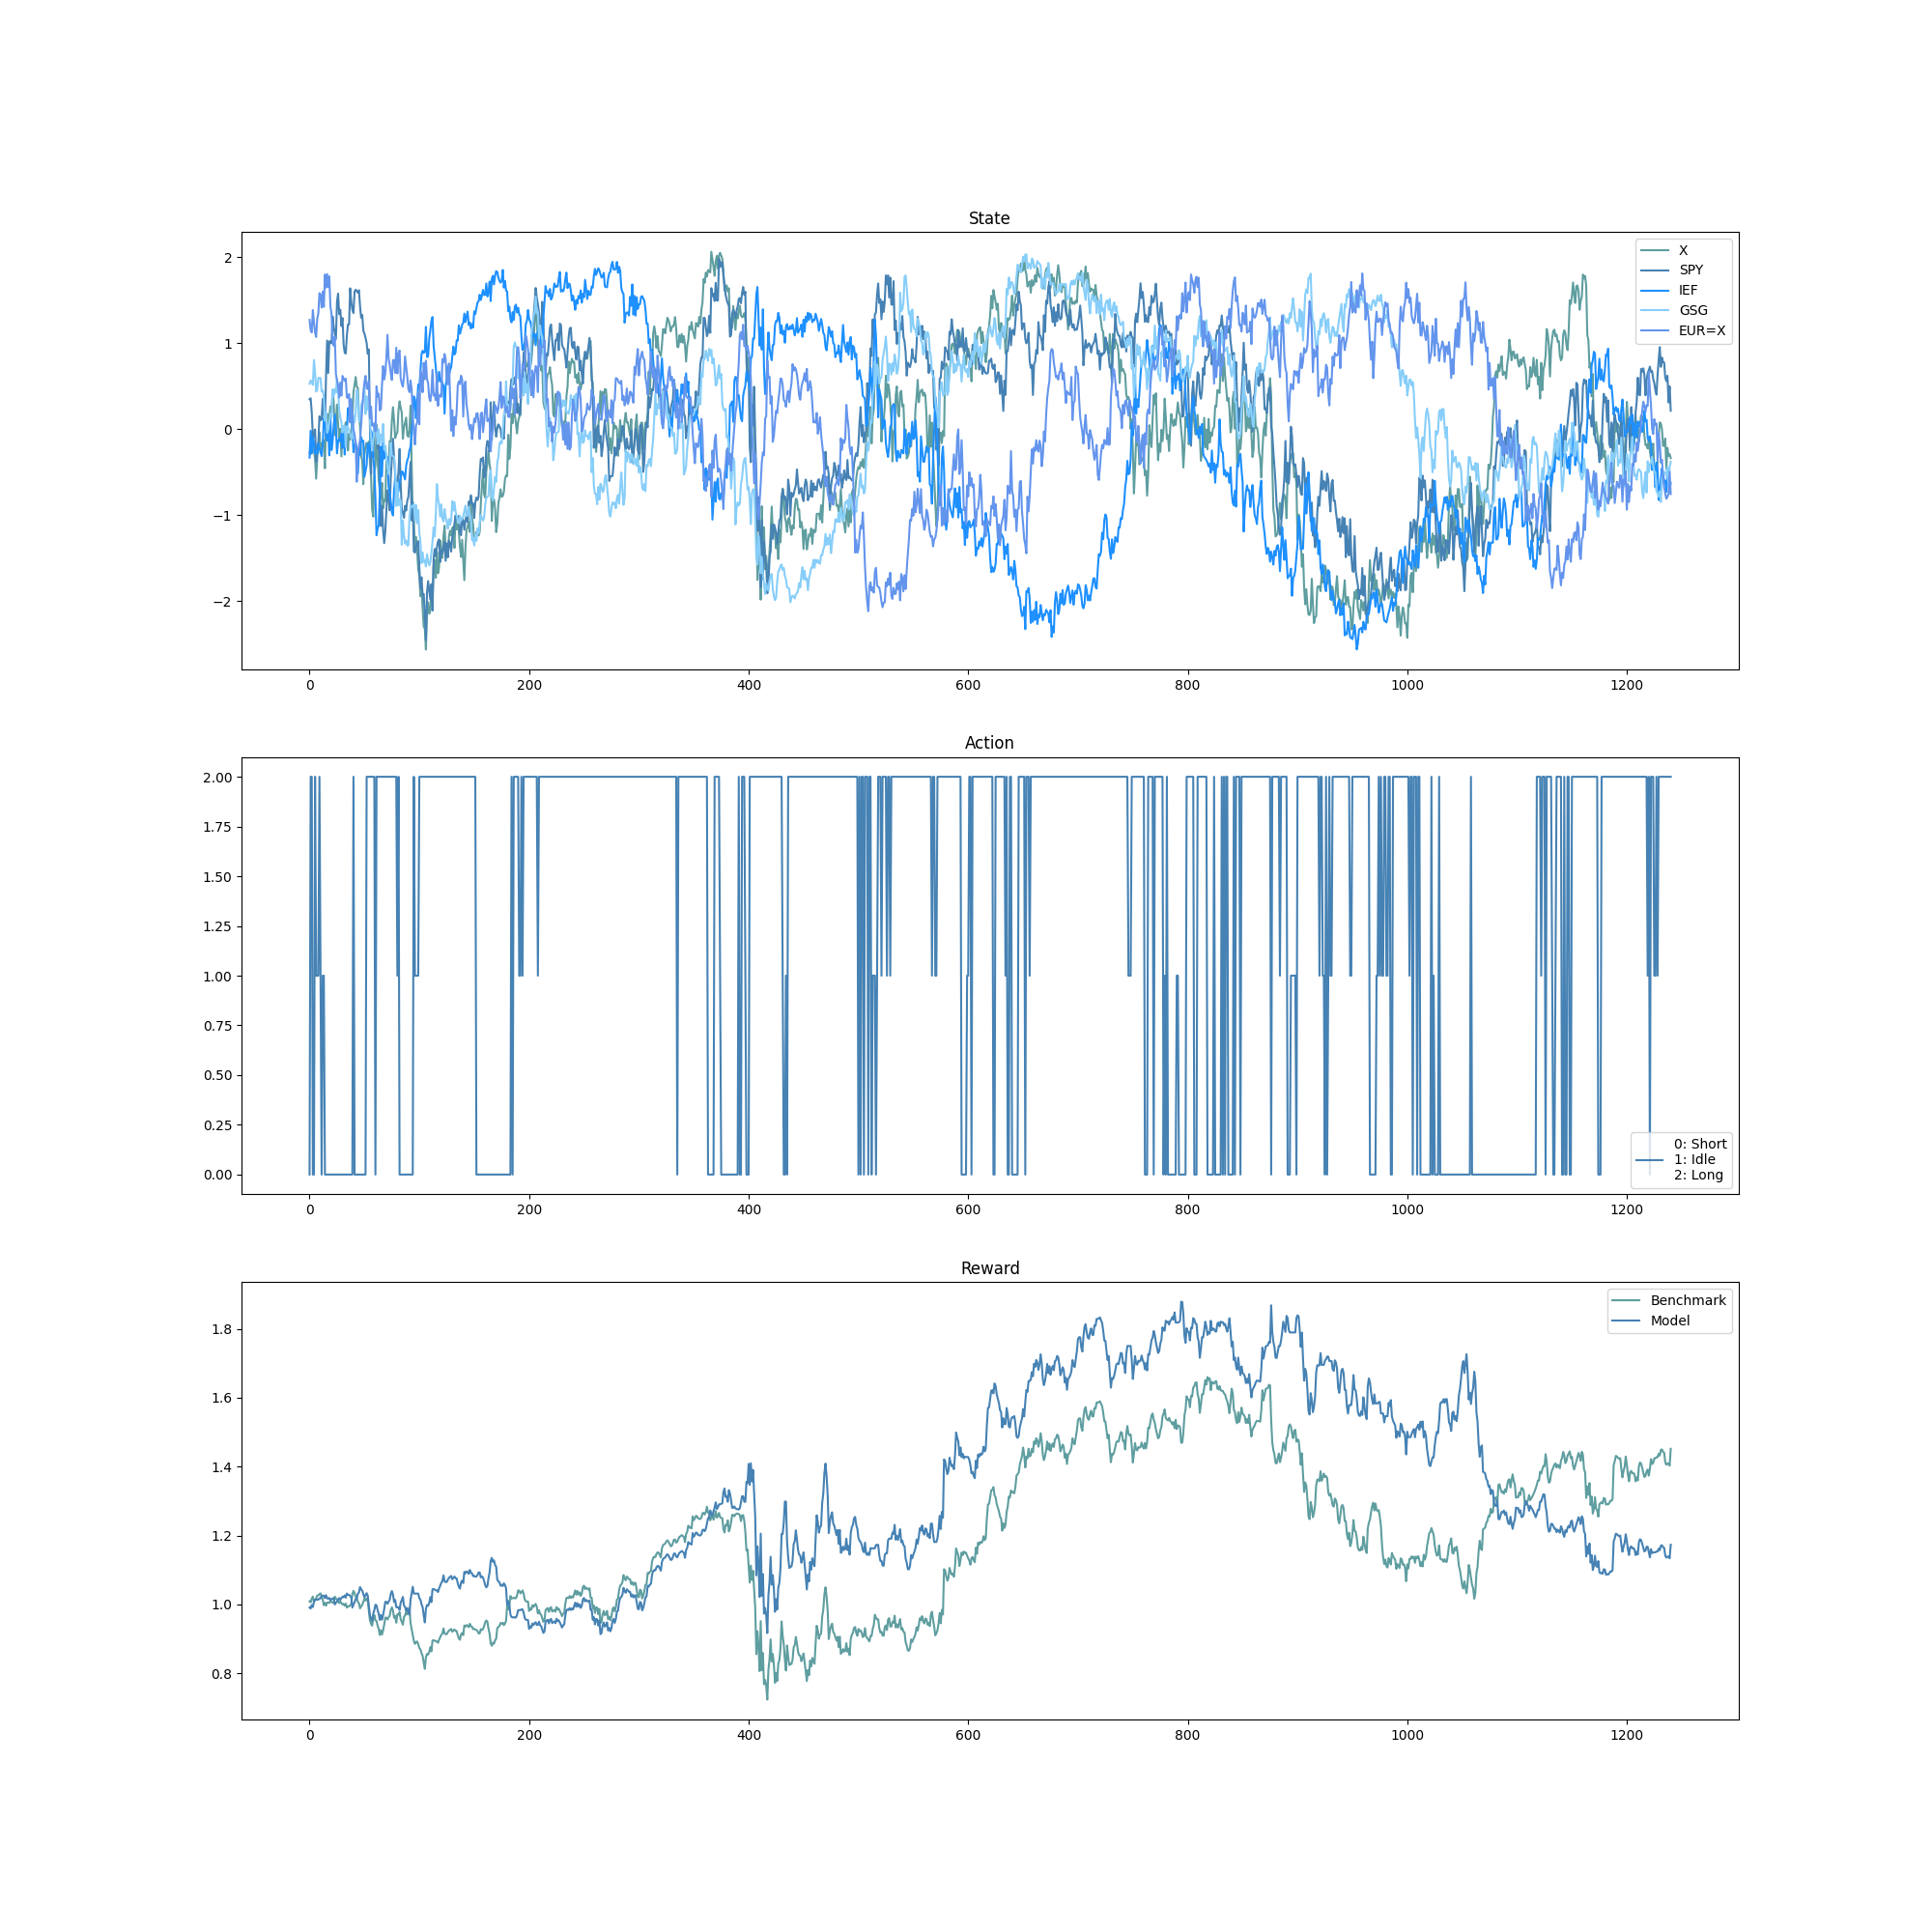 State
2
1
0
−1
−2
X
SPY
IEF
GSG
EUR=X
0 200 400 600 800 1000 1200
Action
2.00
1.75
1.50
1.25
1.00
0.75
0.50
0.25
0.00
0: Short
1: Idle
2: Long
0 200 400 600 800 1000 1200
Reward
1.8
1.6
1.4
1.2
1.0
0.8
Benchmark
Model
0 200 400 600 800 1000 1200